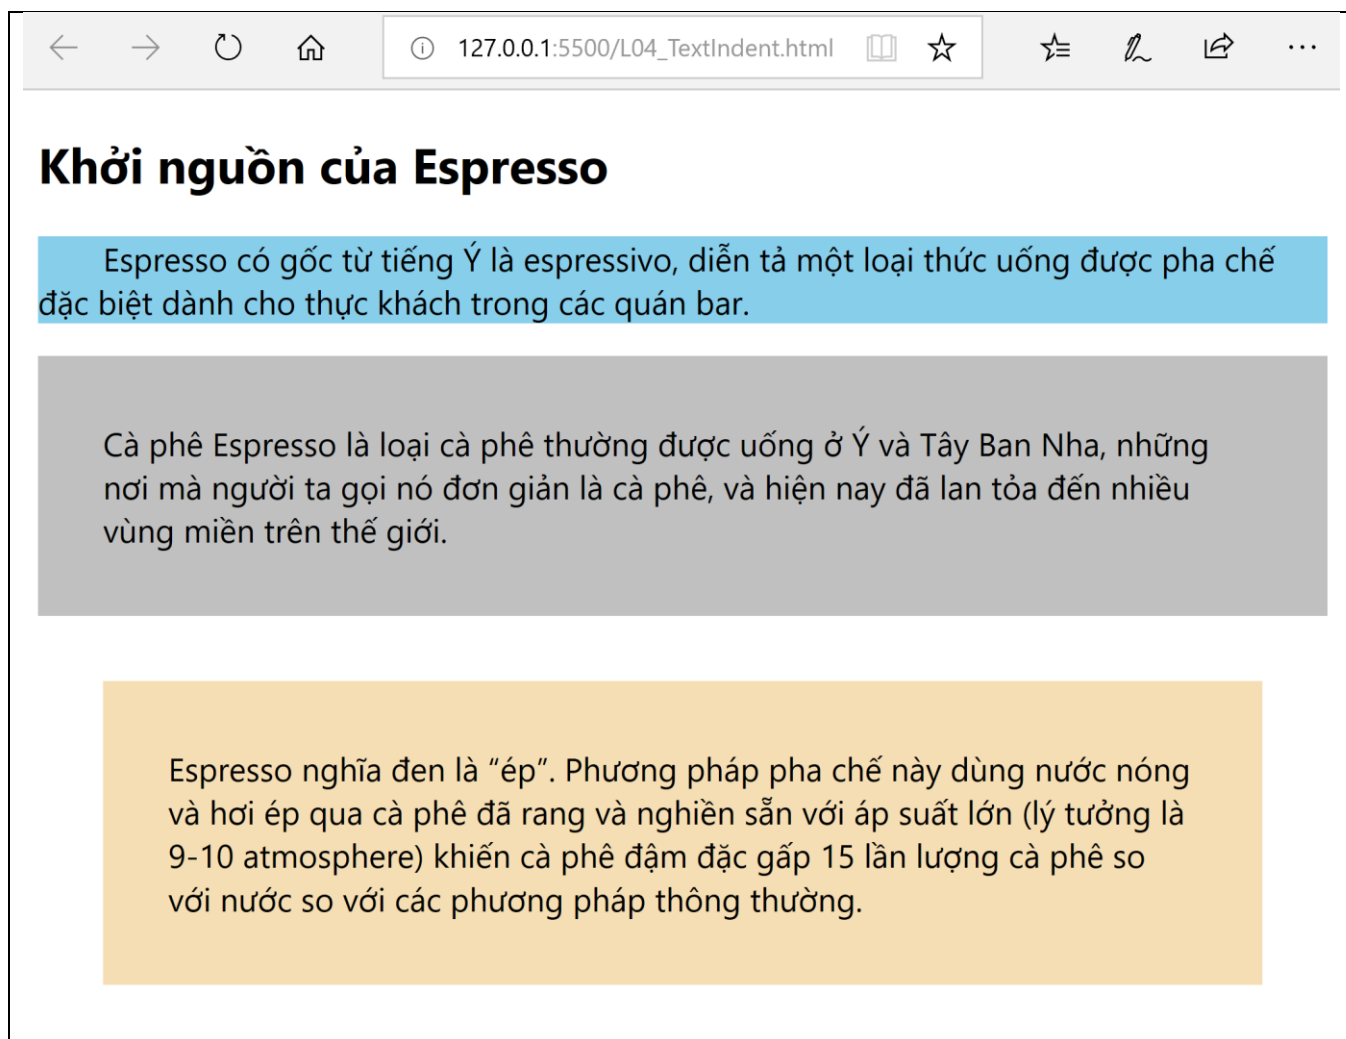 127.0.0.1:5500/L04_TextIndent.html
Khởi nguồn của Espresso
Espresso có gốc từ tiếng Ý là espressivo, diễn tả một loại thức uống được pha chế
đặc biệt dành cho thực khách trong các quán bar.
Cà phê Espresso là loại cà phê thường được uống ở Ý và Tây Ban Nha, những
nơi mà người ta gọi nó đơn giản là cà phê, và hiện nay đã lan tỏa đến nhiều
vùng miền trên thế giới.
Espresso nghĩa đen là “ép”. Phương pháp pha chế này dùng nước nóng
và hơi ép qua cà phê đã rang và nghiền sẵn với áp suất lớn (lý tưởng là
9-10 atmosphere) khiến cà phê đậm đặc gấp 15 lần lượng cà phê so
với nước so với các phương pháp thông thường.